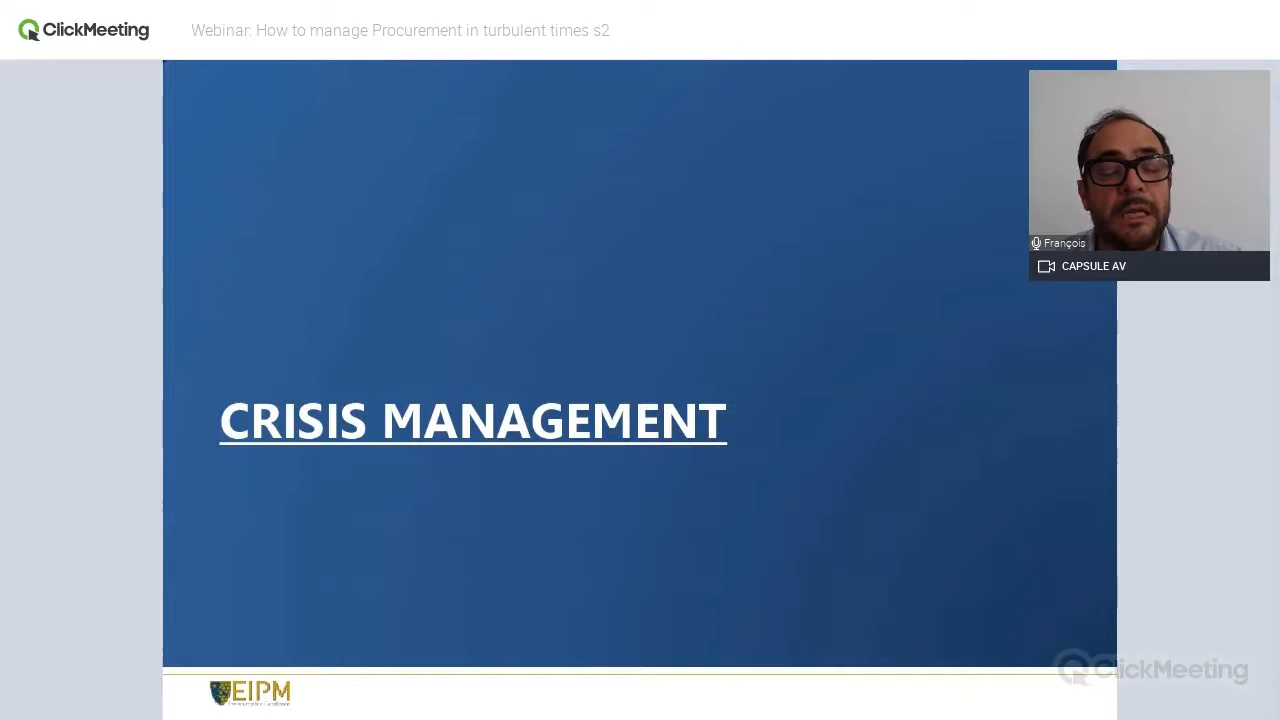 ClickMeeting
Webinar: How to manage Procurement in turbulent times s2
François
CAPSULE AV
CRISIS MANAGEMENT
ClickMeeting
EIPM